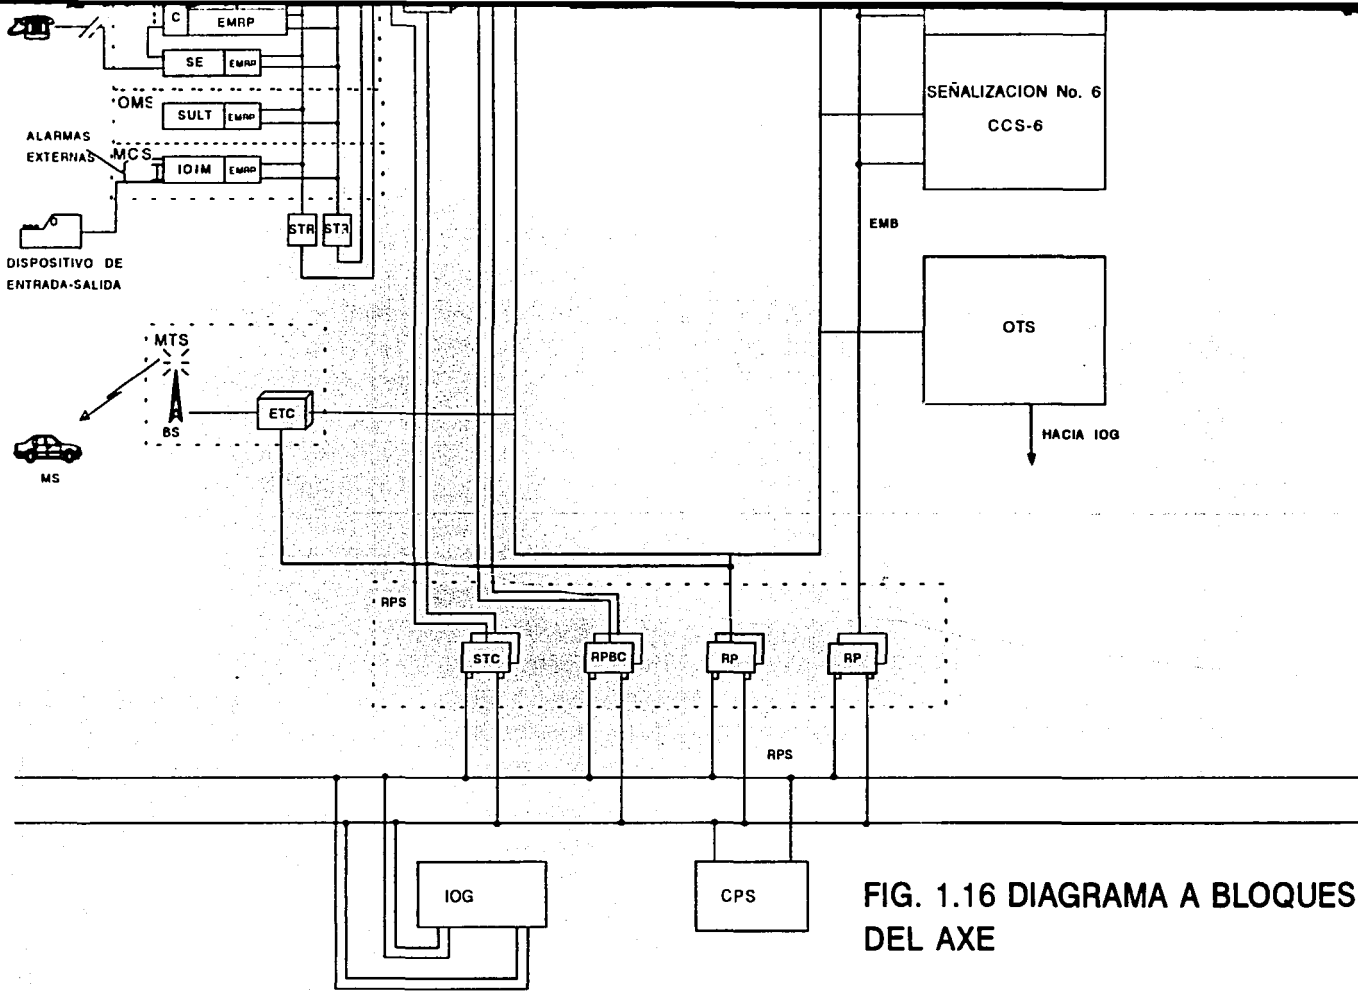 C EMRP
SE EMRP
OMS
SULT EMRP
ALARMAS
EXTERNAS
MCS
IOIM EMRP
STR STR
DISPOSITIVO DE
ENTRADA-SALIDA
MTS
BS
ETC
MS
SEÑALIZACION No. 6
CCS-6
EMB
OTS
HACIA IOG
RPS
STC
RPBC
RP
RP
RPS
IOG
CPS
FIG. 1.16 DIAGRAMA A BLOQUES
DEL AXE